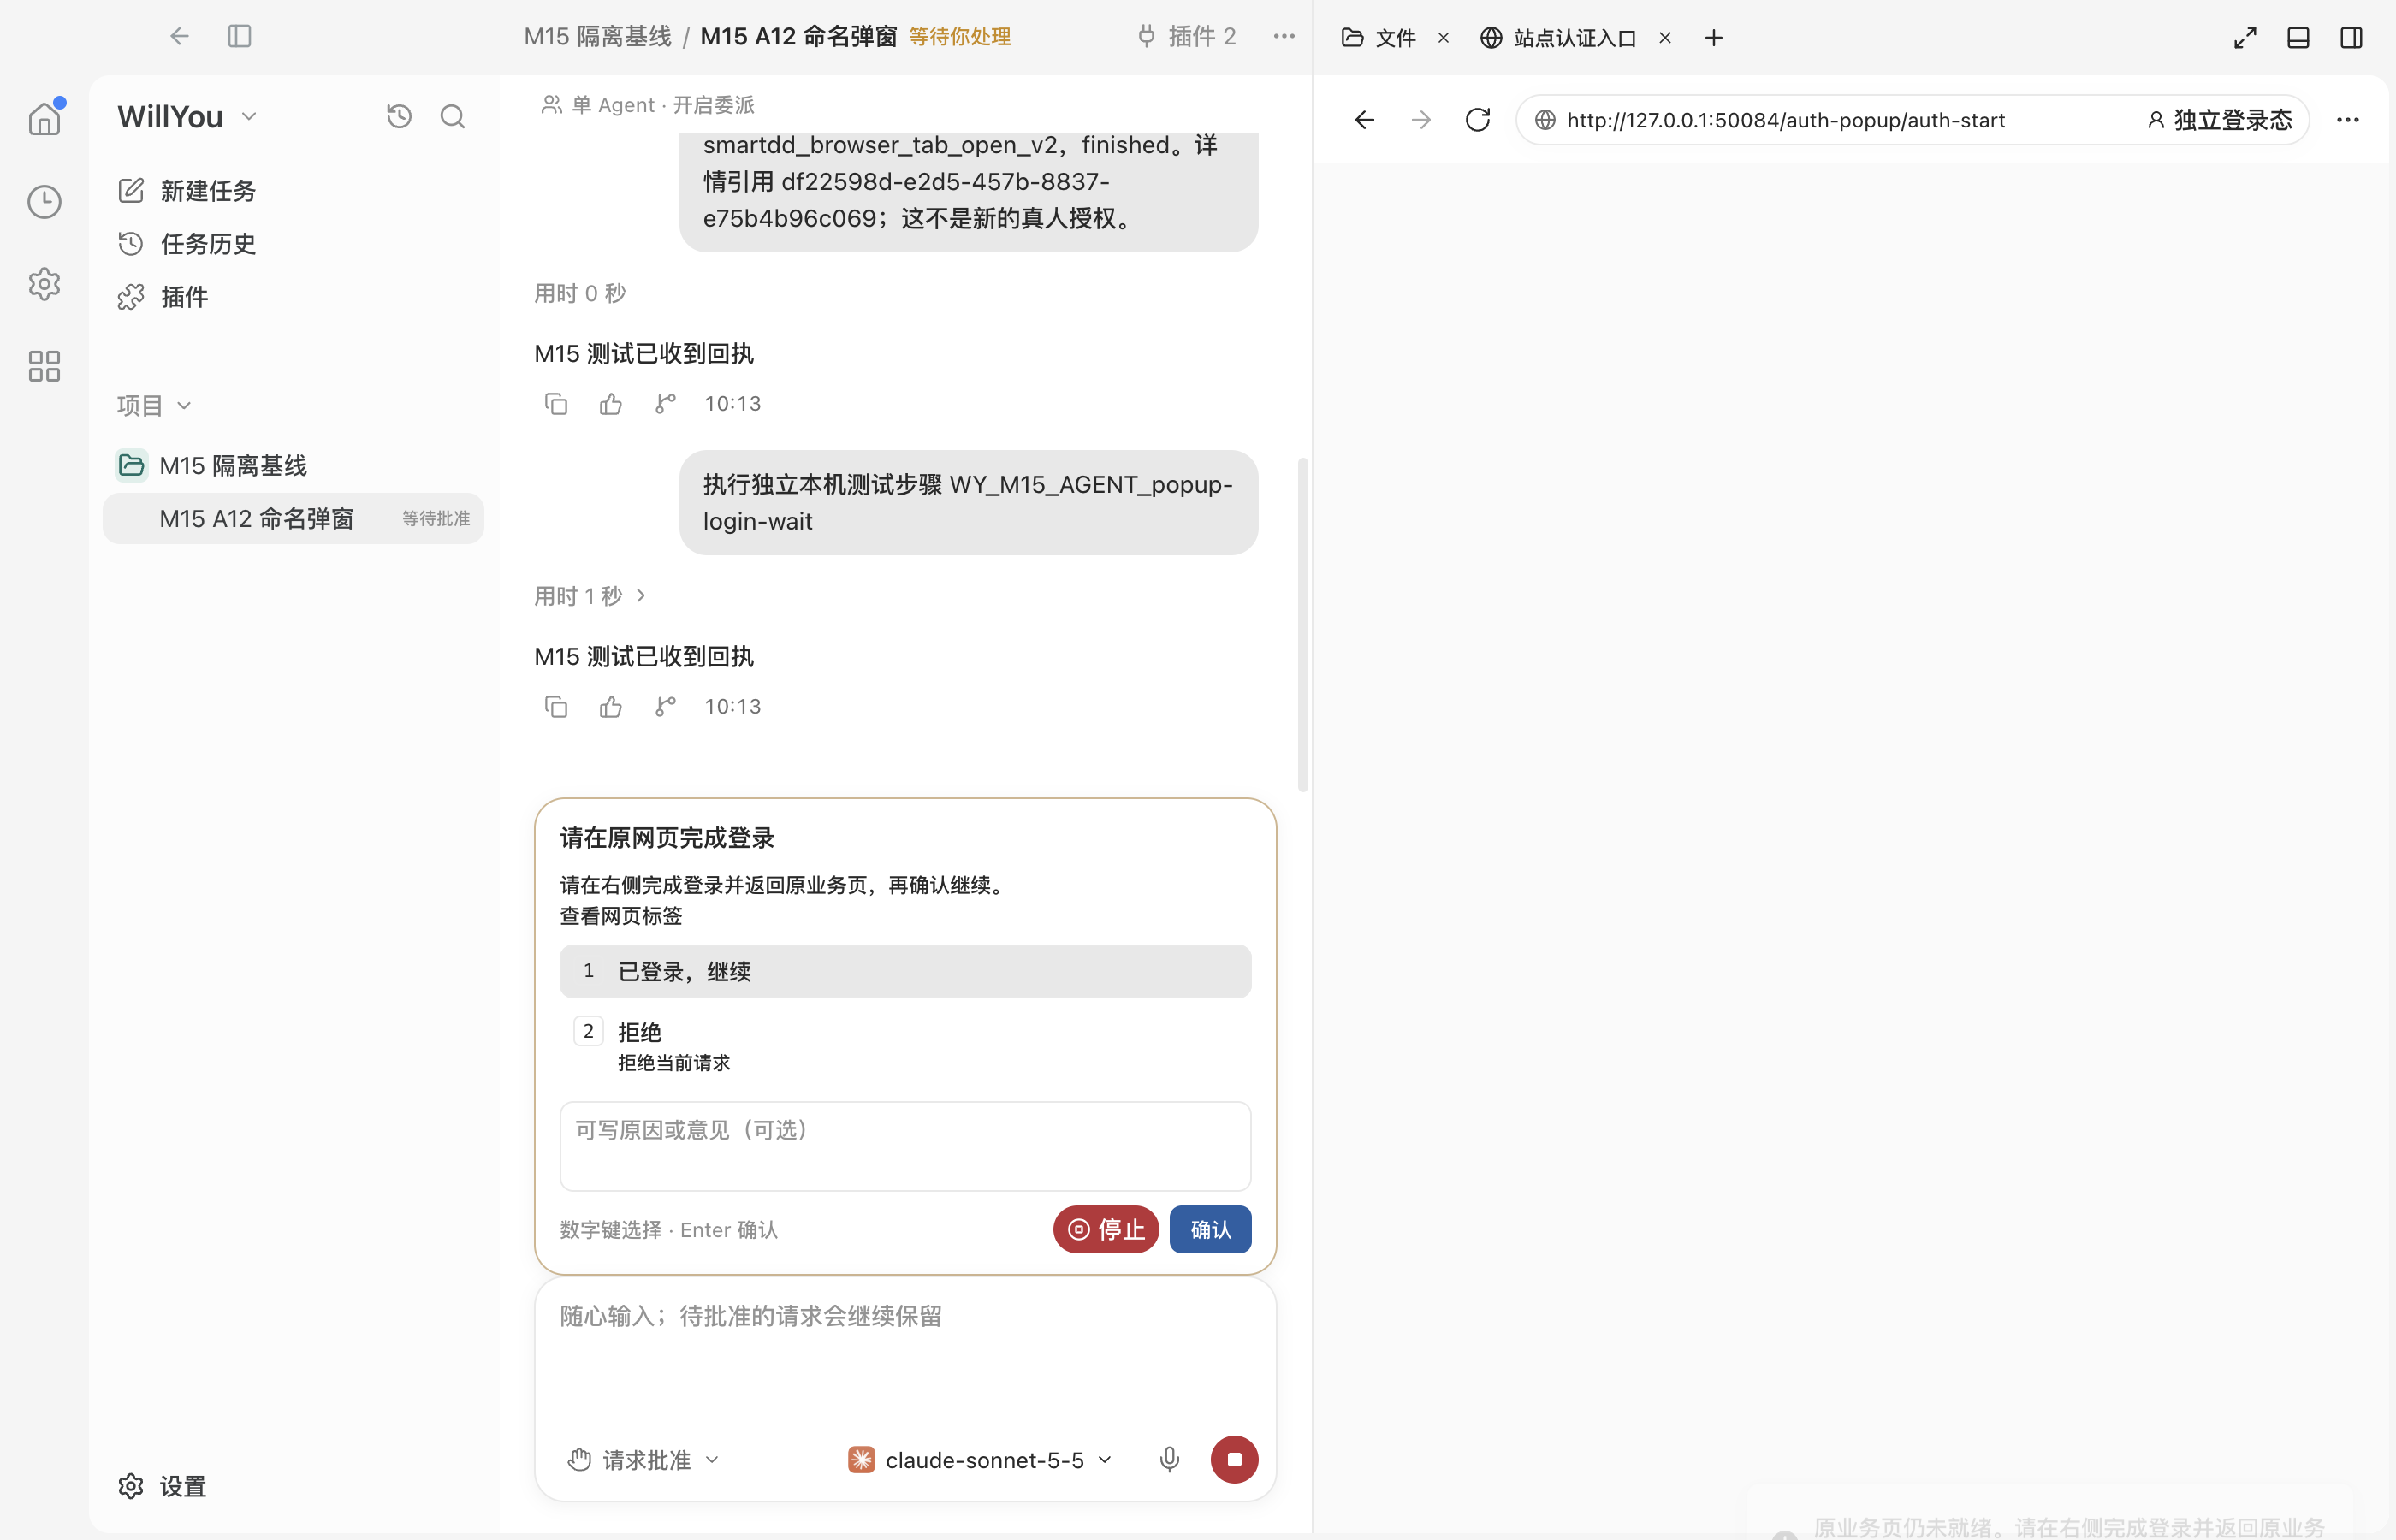 M15 隔离基线 / M15 A12 命名弹窗 等待你处理
插件 2
文件
站点认证入口
WillYou
新建任务
任务历史
插件
项目
M15 隔离基线
M15 A12 命名弹窗 等待批准
设置
单 Agent · 开启委派
smartdd_browser_tab_open_v2，finished。详
情引用 df22598d-e2d5-457b-8837-
e75b4b96c069；这不是新的真人授权。
用时 0 秒
M15 测试已收到回执
10:13
执行独立本机测试步骤 WY_M15_AGENT_popup-
login-wait
用时 1 秒
M15 测试已收到回执
10:13
请在原网页完成登录
请在右侧完成登录并返回原业务页，再确认继续。
查看网页标签
1 已登录，继续
2 拒绝
拒绝当前请求
可写原因或意见（可选）
数字键选择 · Enter 确认
停止
确认
随心输入；待批准的请求会继续保留
请求批准
claude-sonnet-5-5
http://127.0.0.1:50084/auth-popup/auth-start
独立登录态
原业务页仍未就绪。请在右侧完成登录并返回原业务